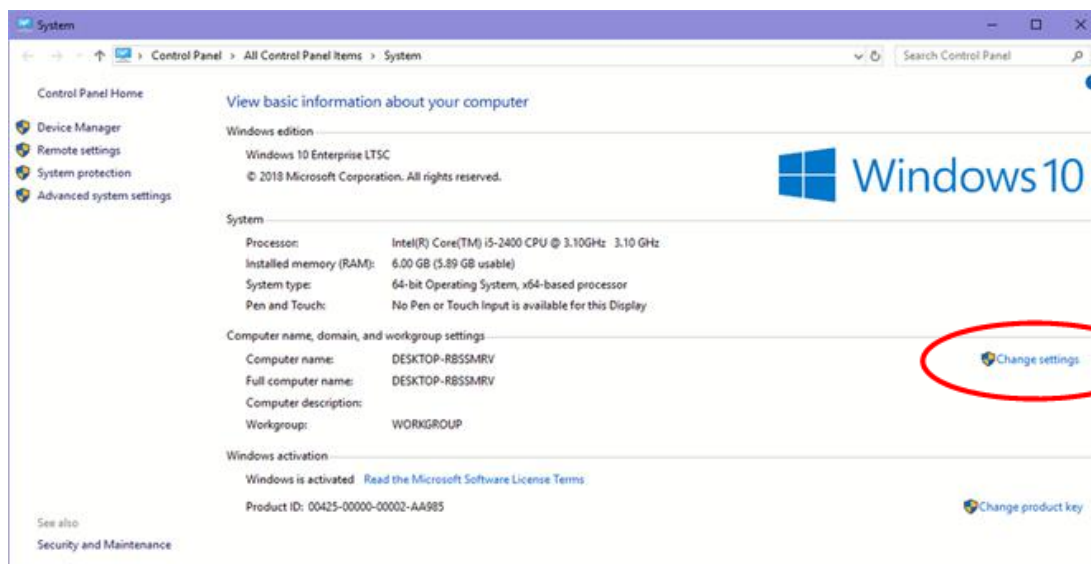 System
Control Panel > All Control Panel Items > System
Search Control Panel
Control Panel Home
Device Manager
Remote settings
System protection
Advanced system settings
View basic information about your computer
Windows edition
Windows 10 Enterprise LTSC
© 2018 Microsoft Corporation. All rights reserved.
Windows 10
System
Processor: Intel(R) Core(TM) i5-2400 CPU @ 3.10GHz 3.10 GHz
Installed memory (RAM): 6.00 GB (5.89 GB usable)
System type: 64-bit Operating System, x64-based processor
Pen and Touch: No Pen or Touch Input is available for this Display
Computer name, domain, and workgroup settings
Computer name: DESKTOP-RBSSMRV
Change settings
Full computer name: DESKTOP-RBSSMRV
Computer description:
Workgroup: WORKGROUP
Windows activation
Windows is activated Read the Microsoft Software License Terms
Product ID: 00425-00000-00002-AA985
Change product key
See also
Security and Maintenance